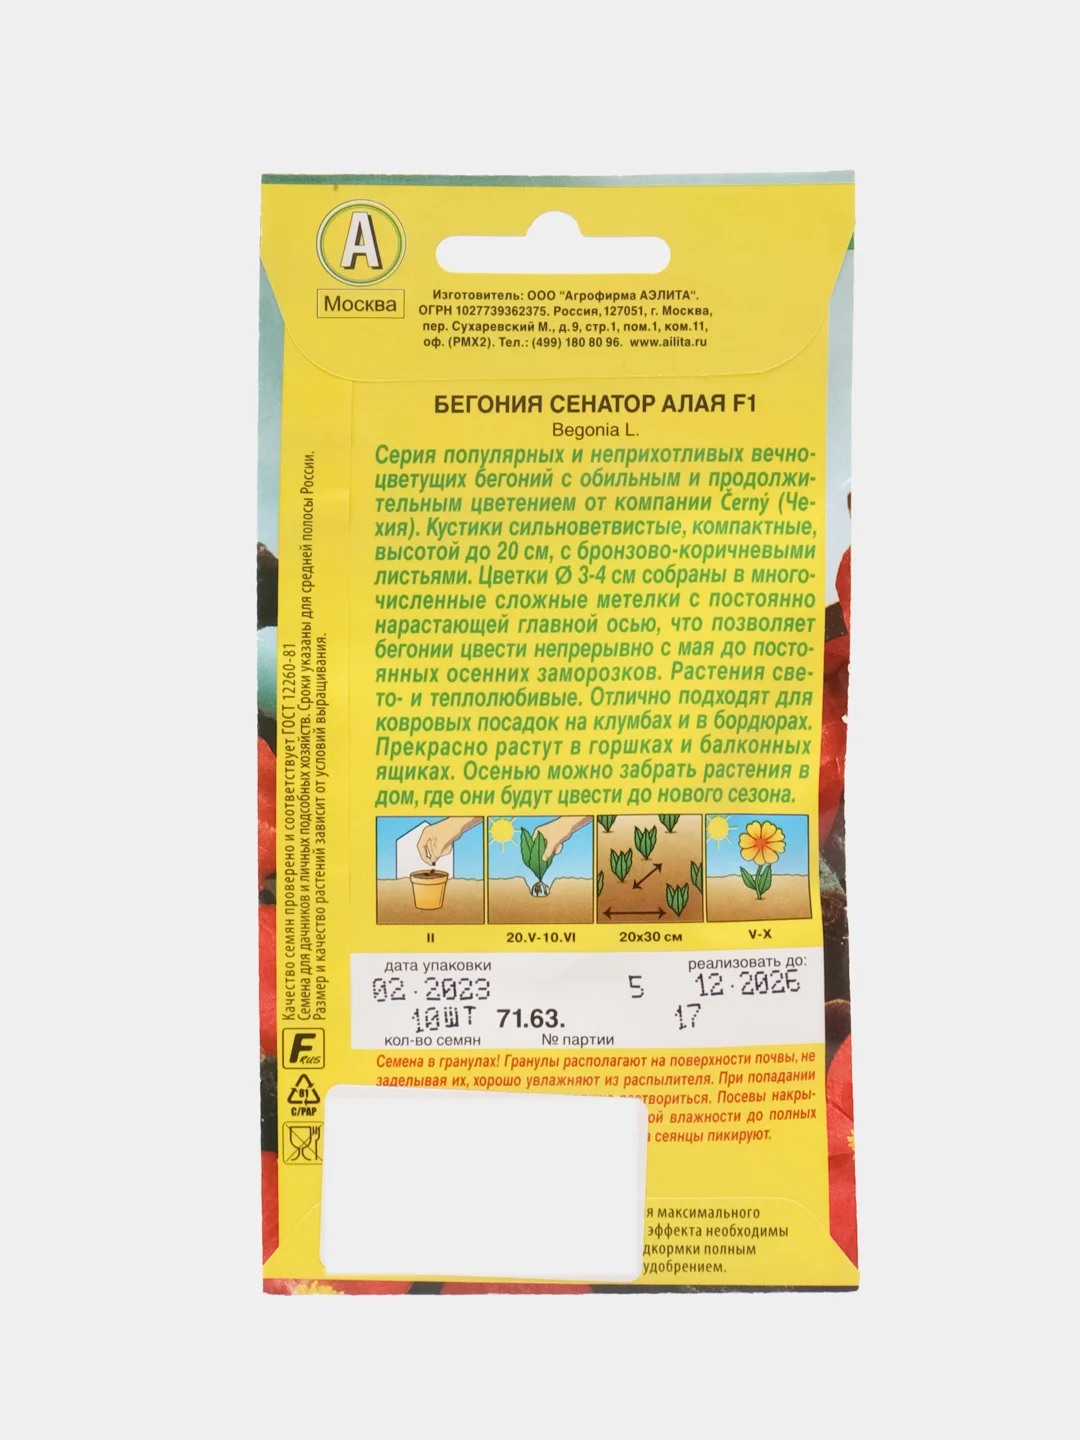 А
Москва
Изготовитель: ООО "Агрофирма АЭЛИТА".
ОГРН 1027739362375. Россия,127051, г. Москва,
пер. Сухаревский М., д.9, стр.1, пом.1, ком.11,
оф. (РМХ2). Тел.: (499) 180 80 96. www.ailita.ru
БЕГОНИЯ СЕНАТОР АЛАЯ F1
Begonia L.
Серия популярных и неприхотливых вечно-
цветущих бегоний с обильным и продолжи-
тельным цветением от компании Černý (Че-
хия). Кустики сильноветвистые, компактные,
высотой до 20 см, с бронзово-коричневыми
листьями. Цветки Ø 3-4 см собраны в много-
численные сложные метелки с постоянно
нарастающей главной осью, что позволяет
бегонии цвести непрерывно с мая до посто-
янных осенних заморозков. Растения све-
то- и теплолюбивые. Отлично подходят для
ковровых посадок на клумбах и в бордюрах.
Прекрасно растут в горшках и балконных
ящиках. Осенью можно забрать растения в
дом, где они будут цвести до нового сезона.
II 20.V-10.VI 20х30 см V-X
дата упаковки реализовать до:
02.2023 5 12.2026
10ШТ 71.63. 17
кол-во семян № партии
Семена в гранулах! Гранулы располагают на поверхности почвы, не
заделывая их, хорошо увлажняют из распылителя. При попадании
створиться. Посевы накры-
ой влажности до полных
а сеянцы пикируют.
я максимального
эффекта необходимы
дкормки полным
удобрением.
Качество семян проверено и соответствует ГОСТ 12260-81
Семена для дачников и личных подсобных хозяйств. Сроки указаны для средней полосы России.
Размер и качество растений зависит от условий выращивания.
F RUS
81
C/PAP